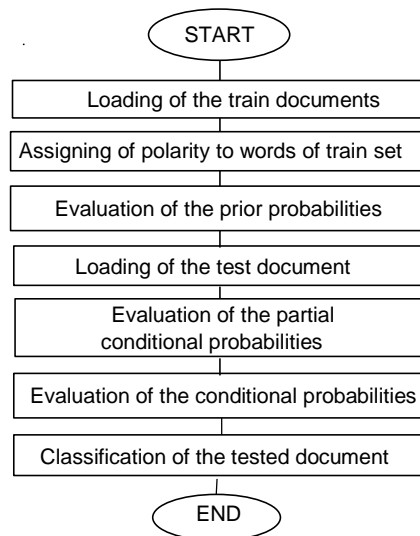 START
Loading of the train documents
Assigning of polarity to words of train set
Evaluation of the prior probabilities
Loading of the test document
Evaluation of the partial
conditional probabilities
Evaluation of the conditional probabilities
Classification of the tested document
END